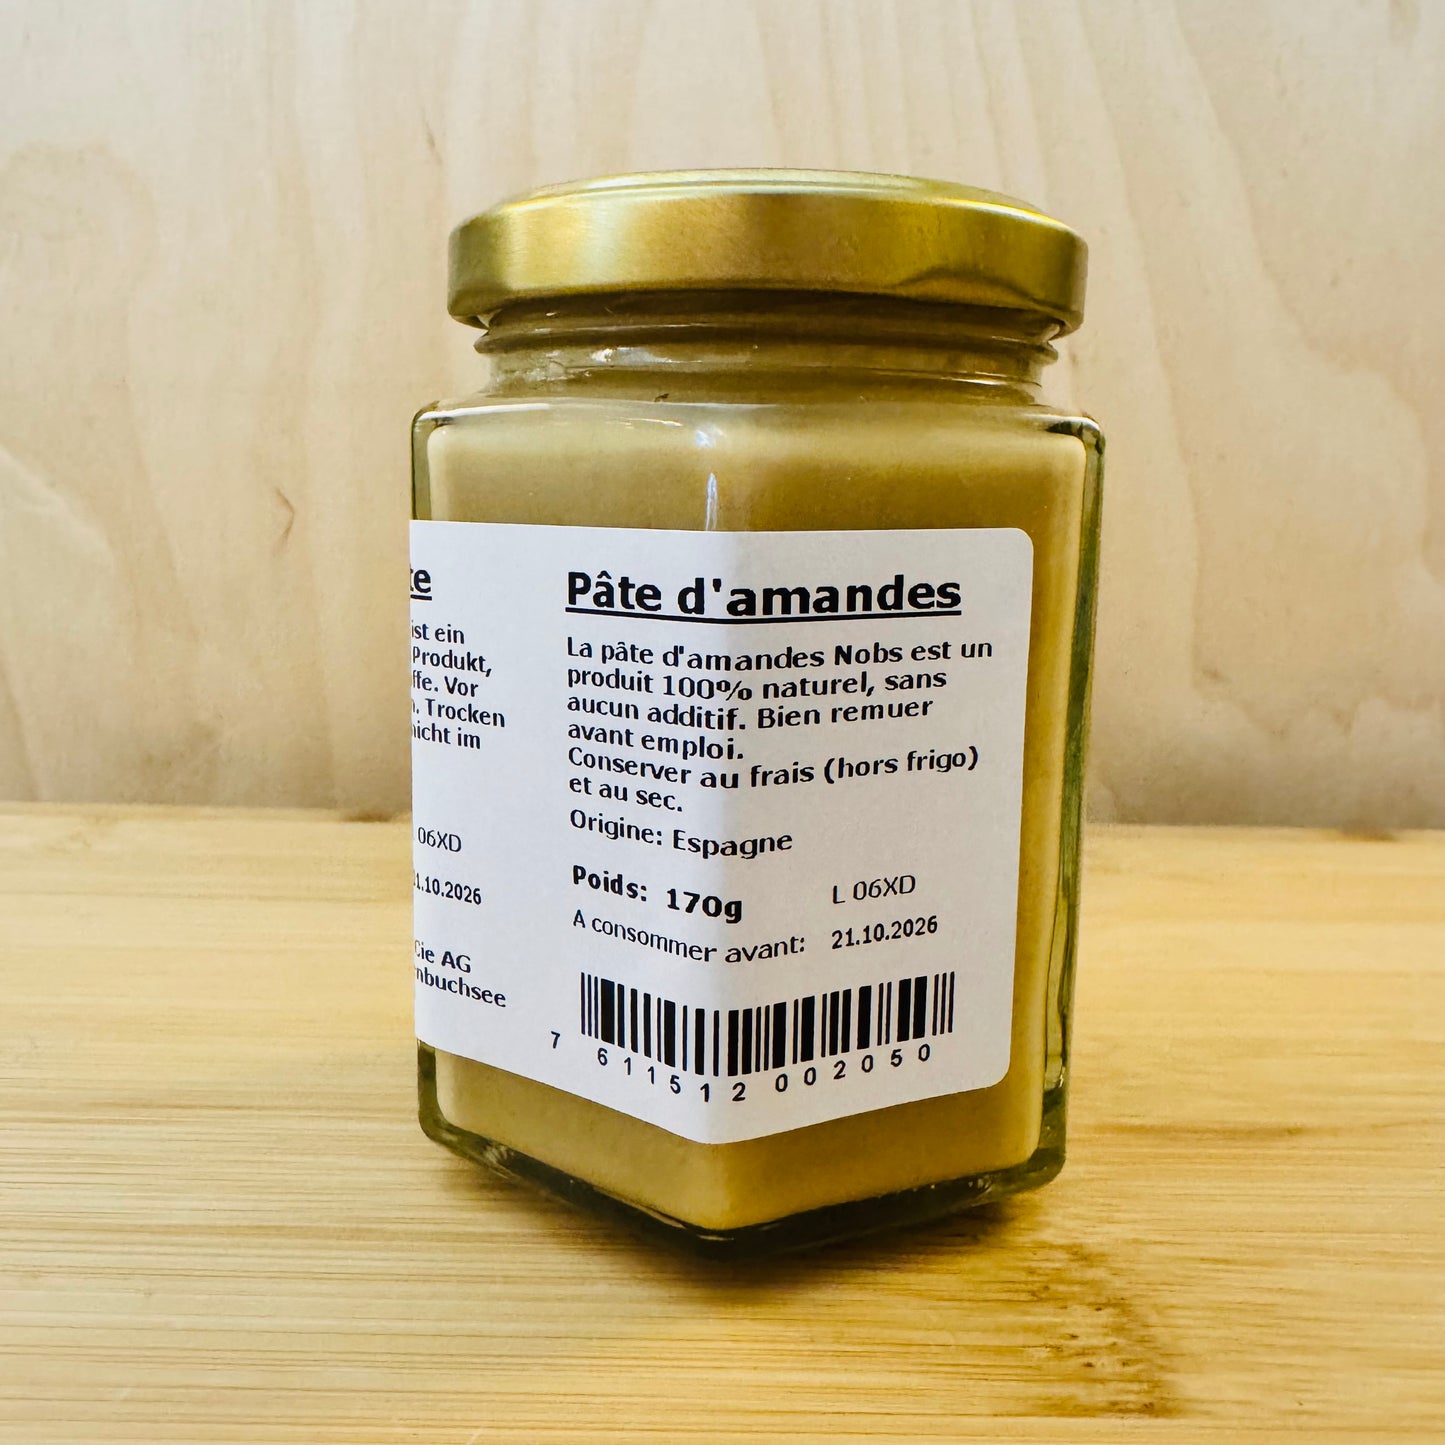 ist ein
Produkt,
Vor
Trocken
nicht im
06XD
.10.2026
Cie AG
Pâte d'amandes
La pâte d'amandes Nobs est un
produit 100% naturel, sans
aucun additif. Bien remuer
avant emploi.
Conserver au frais (hors frigo)
et au sec.
Origine: Espagne
Poids: 170g
L 06XD
A consommer avant: 21.10.2026
7 611512 002050